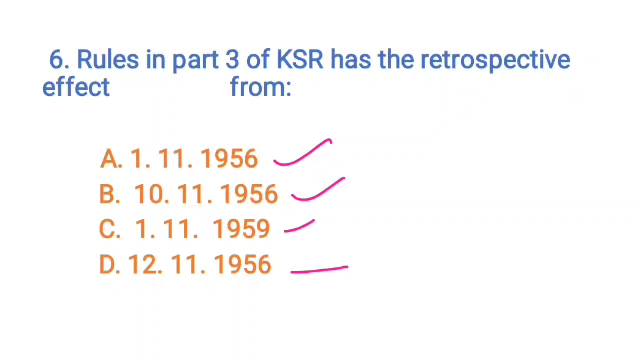 6. Rules in part 3 of KSR has the retrospective
effect from:
A. 1. 11. 1956
B. 10. 11. 1956
C. 1. 11. 1959
D. 12. 11. 1956